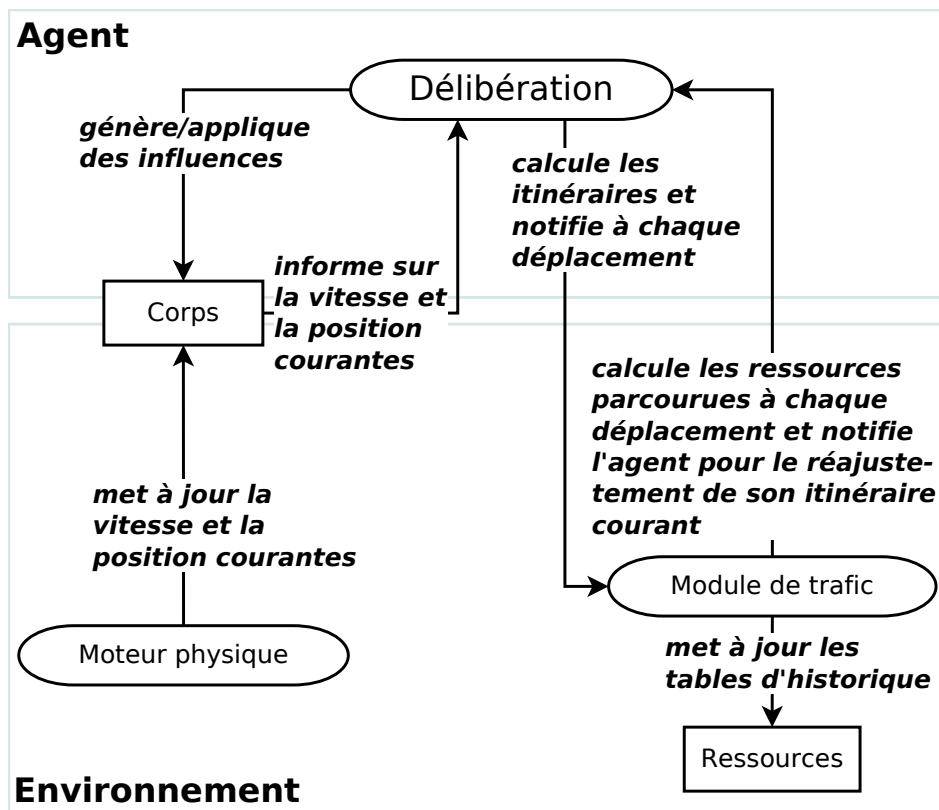 Agent
Délibération
génère/applique
des influences
calcule les
itinéraires et
notifie à chaque
déplacement
informe sur
la vitesse et
la position
courantes
Corps
calcule les ressources
parcourues à chaque
déplacement et notifie
l'agent pour le réajuste-
tement de son itinéraire
courant
met à jour la
vitesse et la
position courantes
Module de trafic
Moteur physique
met à jour les
tables d'historique
Ressources
Environnement